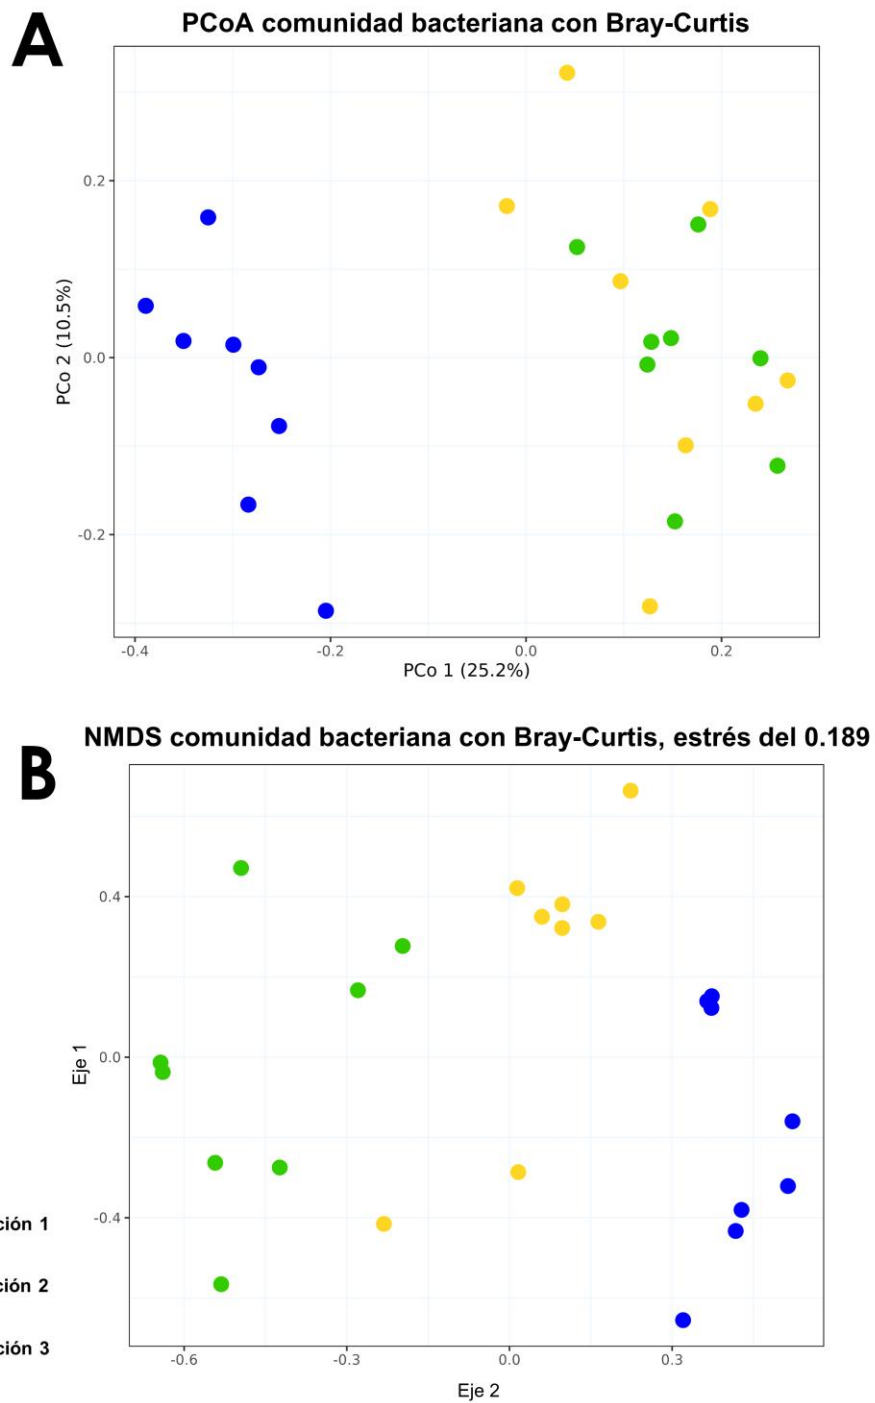 A
PCoA comunidad bacteriana con Bray-Curtis
0.2
0.0
-0.2
PCo 2 (10.5%)
-0.4
-0.2
0.0
0.2
PCo 1 (25.2%)
B
NMDS comunidad bacteriana con Bray-Curtis, estrés del 0.189
0.4
0.0
-0.4
Eje 1
ción 1
ción 2
ción 3
-0.6
-0.3
0.0
0.3
Eje 2